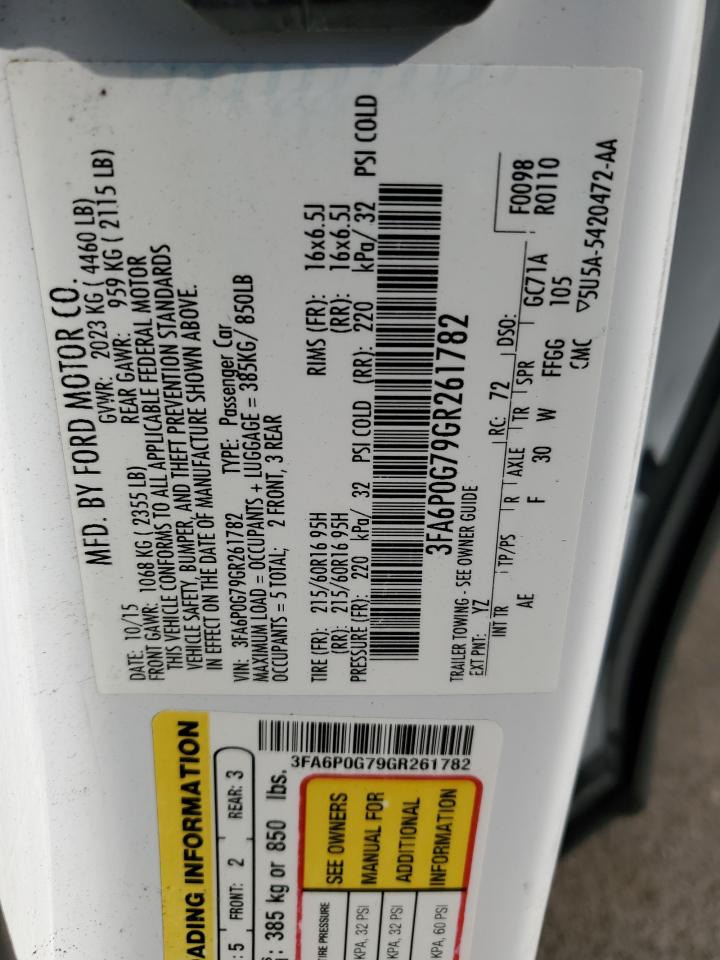 MFD. BY FORD MOTOR CO.
DATE: 10/15 GVWR: 2023 KG ( 4460 LB)
FRONT GAWR: 1068 KG ( 2355 LB) REAR GAWR: 959 KG ( 2115 LB)
THIS VEHICLE CONFORMS TO ALL APPLICABLE FEDERAL MOTOR
VEHICLE SAFETY, BUMPER, AND THEFT PREVENTION STANDARDS
IN EFFECT ON THE DATE OF MANUFACTURE SHOWN ABOVE.
VIN: 3FA6P0G79GR261782 TYPE: Passenger Car
MAXIMUM LOAD = OCCUPANTS + LUGGAGE = 385KG/ 850LB
OCCUPANTS = 5 TOTAL; 2 FRONT, 3 REAR
TIRE (FR): 215/60R16 95H RIMS (FR): 16x6.5J
(RR): 215/60R16 95H (RR): 16x6.5J
PRESSURE (FR): 220 kPa/ 32 PSI COLD (RR): 220 kPa/ 32 PSI COLD
3FA6P0G79GR261782
TRAILER TOWING - SEE OWNER GUIDE
EXT PNT: YZ RC: 72 DSO: F0098
R0110
INT TR TP/PS R AXLE TR SPR GC71A
AE F 30 W FFGG 105
CMC ▽5U5A-5420472-AA
ADING INFORMATION
: 5 FRONT: 2 REAR: 3
: 385 kg or 850 lbs.
3FA6P0G79GR261782
TIRE PRESSURE
KPA, 32 PSI
KPA, 32 PSI
KPA, 60 PSI
SEE OWNERS
MANUAL FOR
ADDITIONAL
INFORMATION